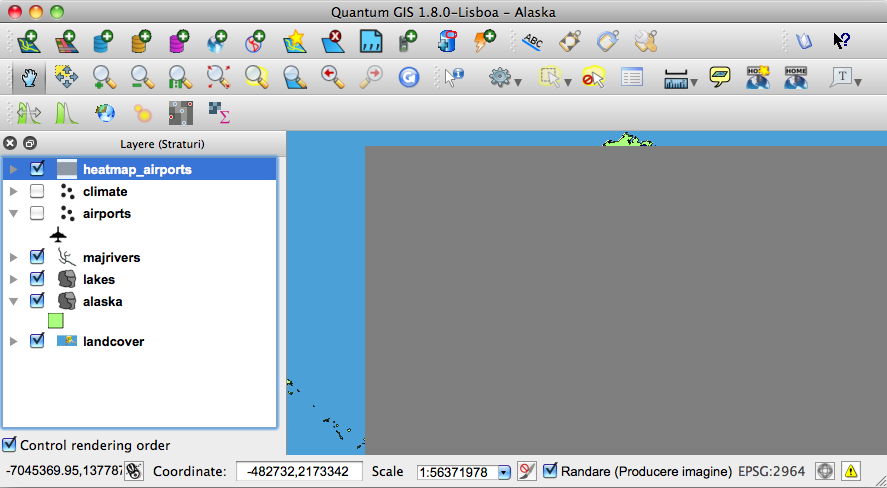 Quantum GIS 1.8.0-Lisboa - Alaska
ABC
HOME
T
Layere (Straturi)
heatmap_airports
climate
airports
majrivers
lakes
alaska
landcover
Control rendering order
-7045369.95,137787
Coordinate:
-482732,2173342
Scale
1:56371978
Randare (Producere imagine)
EPSG:2964